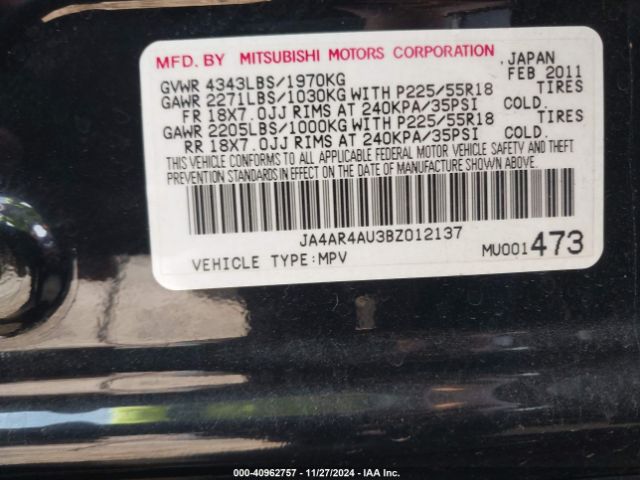 MFD. BY MITSUBISHI MOTORS CORPORATION, JAPAN
GVWR 4343LBS/1970KG FEB 2011
GAWR 2271LBS/1030KG WITH P225/55R18 TIRES
FR 18X7.0JJ RIMS AT 240KPA/35PSI COLD.
GAWR 2205LBS/1000KG WITH P225/55R18 TIRES
RR 18X7.0JJ RIMS AT 240KPA/35PSI COLD.
THIS VEHICLE CONFORMS TO ALL APPLICABLE FEDERAL MOTOR VEHICLE SAFETY AND THEFT
PREVENTION STANDARDS IN EFFECT ON THE DATE OF MANUFACTURE SHOWN ABOVE.
JA4AR4AU3BZ012137
VEHICLE TYPE:MPV MU001473
000-40962757 - 11/27/2024 - IAA Inc.